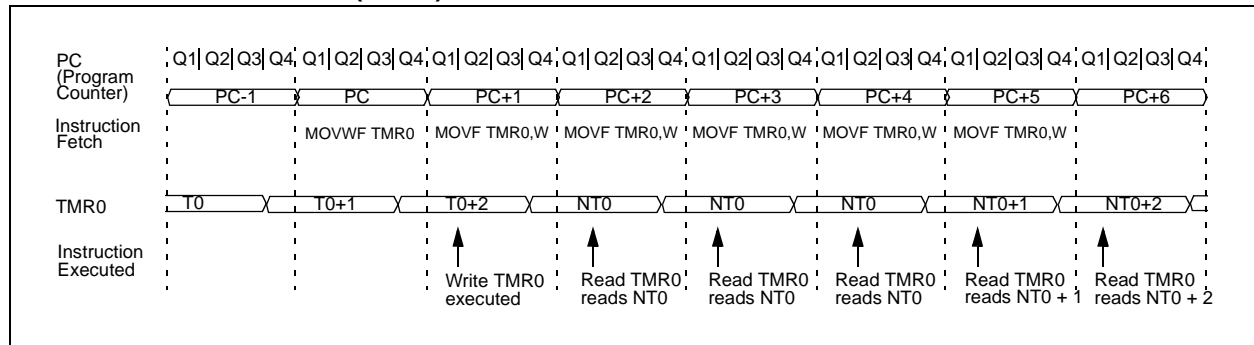 PC
(Program
Counter)
Q1 Q2 Q3 Q4 Q1 Q2 Q3 Q4 Q1 Q2 Q3 Q4 Q1 Q2 Q3 Q4 Q1 Q2 Q3 Q4 Q1 Q2 Q3 Q4 Q1 Q2 Q3 Q4 Q1 Q2 Q3 Q4
PC-1 PC PC+1 PC+2 PC+3 PC+4 PC+5 PC+6
Instruction
Fetch
MOVWF TMR0 MOVF TMR0,W MOVF TMR0,W MOVF TMR0,W MOVF TMR0,W MOVF TMR0,W
TMR0 T0 T0+1 T0+2 NT0 NT0 NT0 NT0+1 NT0+2
Instruction
Executed
Write TMR0
executed
Read TMR0
reads NT0
Read TMR0
reads NT0
Read TMR0
reads NT0
Read TMR0
reads NT0 + 1
Read TMR0
reads NT0 + 2